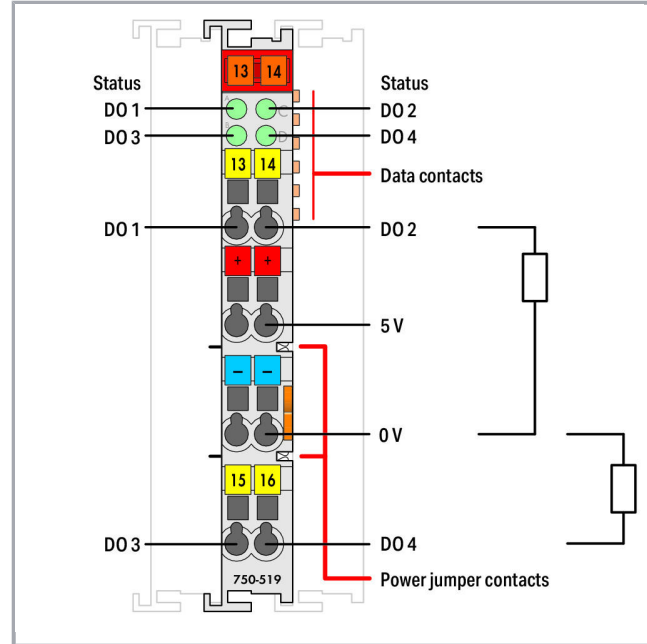 13 14
Status Status
DO 1 A C DO 2
DO 3 B D DO 4
13 14
Data contacts
DO 1 DO 2
+ +
5 V
− −
0 V
15 16
DO 3 DO 4
750-519
Power jumper contacts